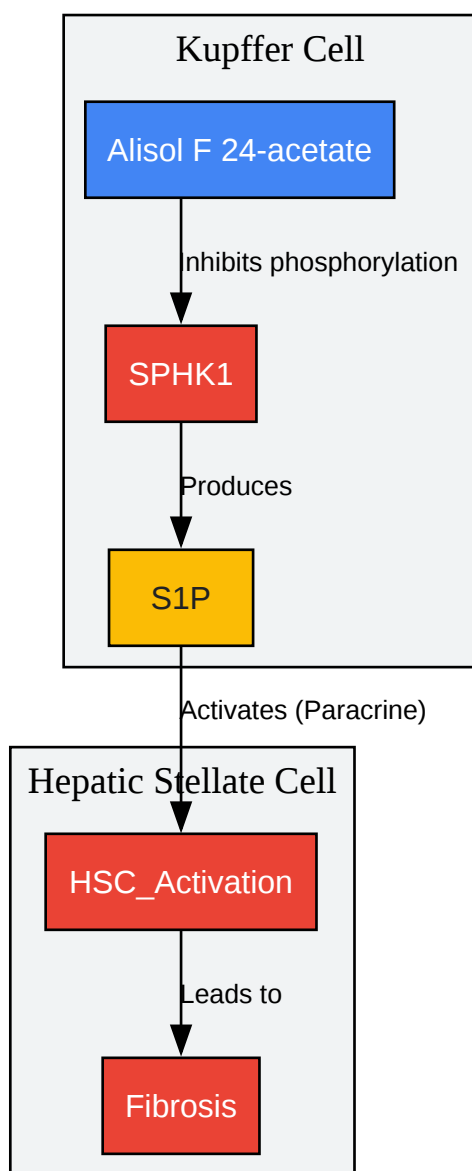 Kupffer Cell
Alisol F 24-acetate
Inhibits phosphorylation
SPHK1
Produces
S1P
Activates (Paracrine)
Hepatic Stellate Cell
HSC_Activation
Leads to
Fibrosis